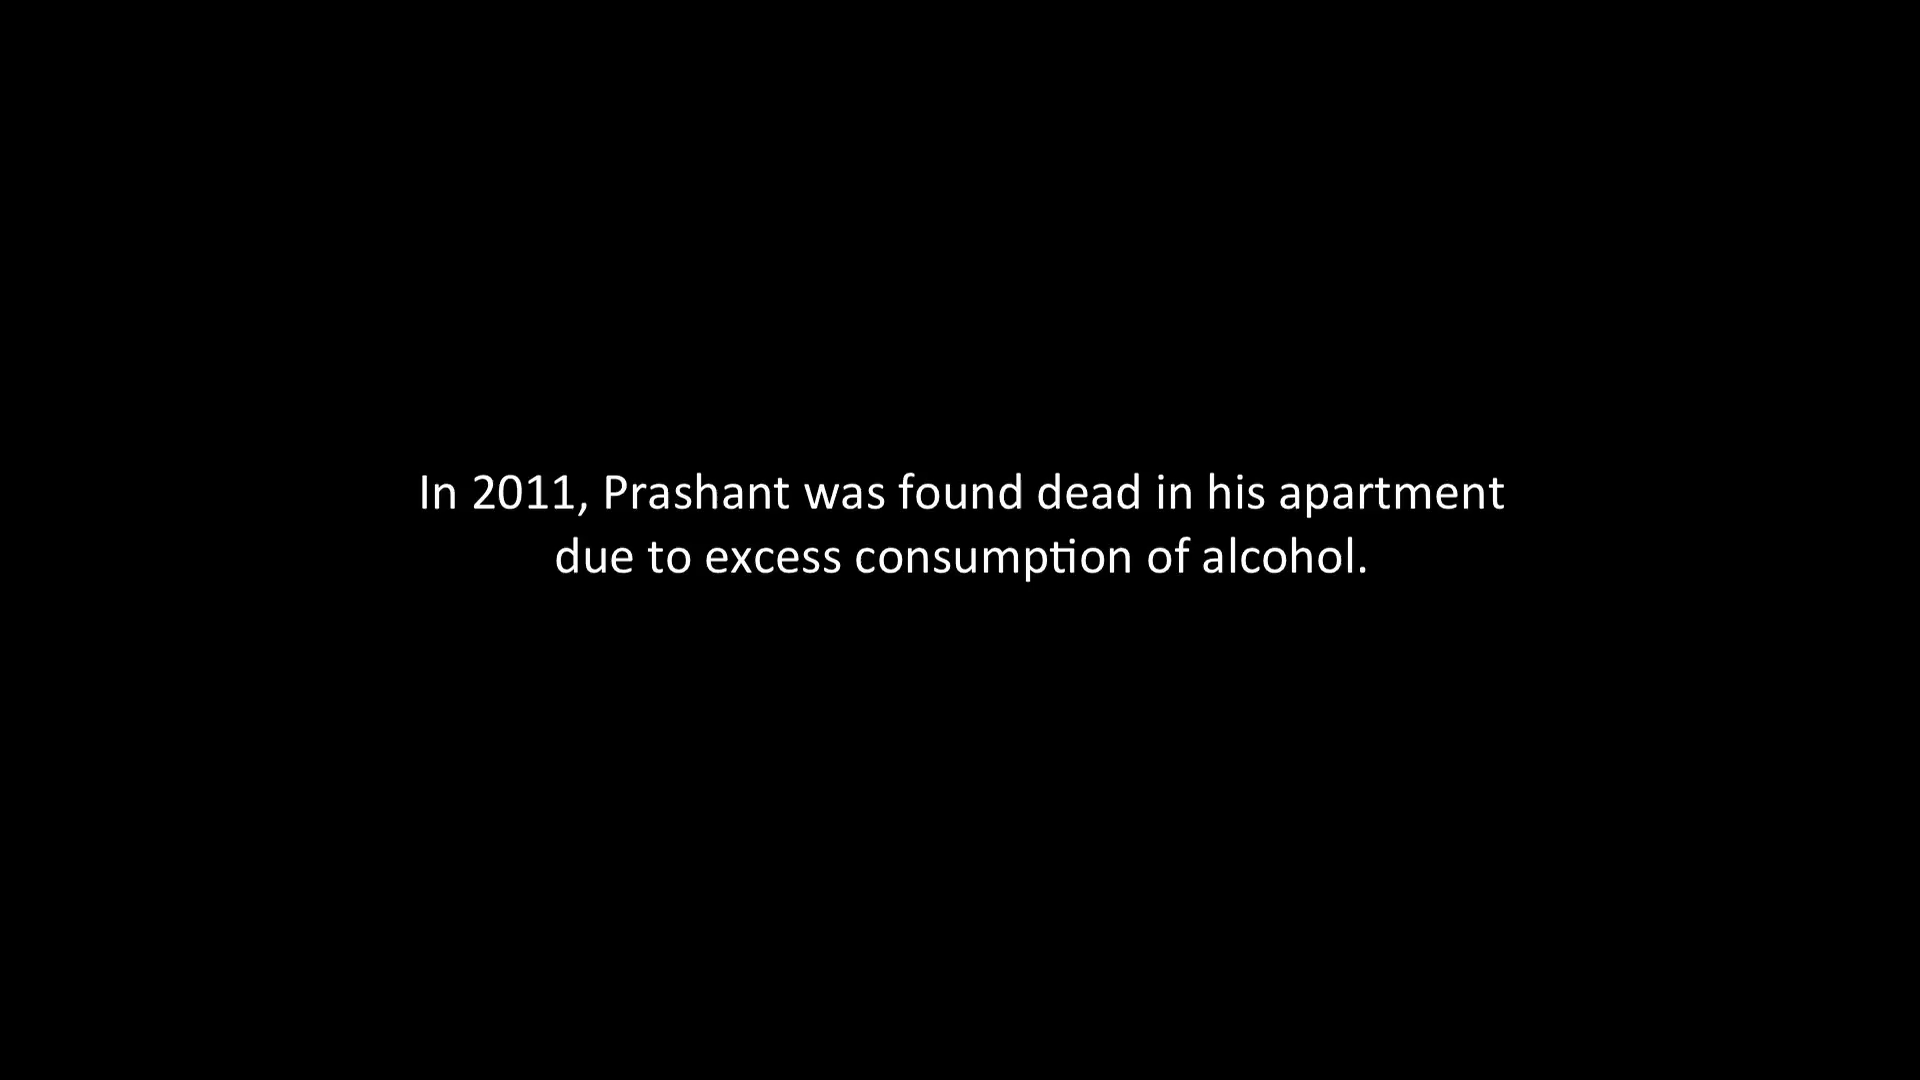 In 2011, Prashant was found dead in his apartment
due to excess consumption of alcohol.